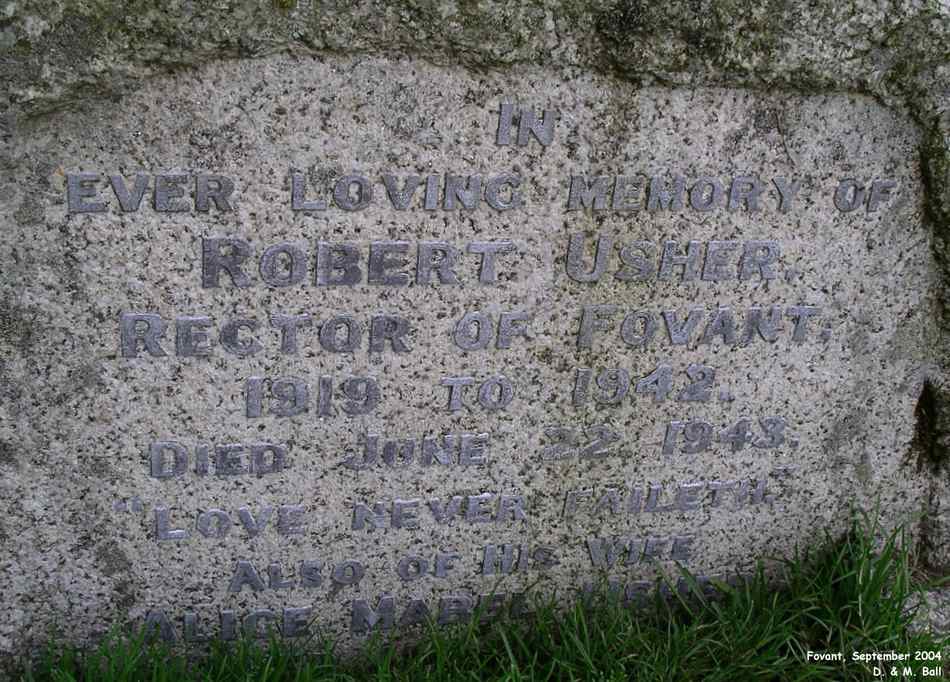 IN
EVER LOVING MEMORY OF
ROBERT USHER.
RECTOR OF FOVANT,
1919 TO 1942.
DIED JUNE 22 1943.
"LOVE NEVER FAILETH."
ALSO OF HIS WIFE
ALICE MABEL
Fovant, September 2004
D. & M. Ball